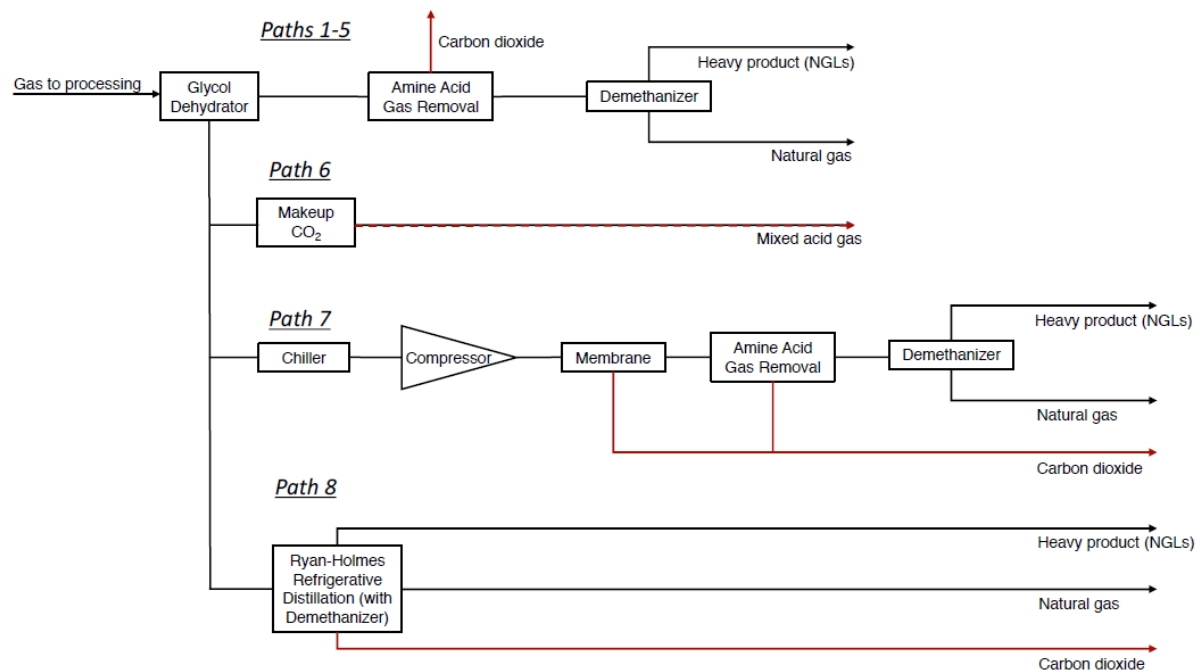 Paths 1-5
Carbon dioxide
Heavy product (NGLs)
Gas to processing
Glycol
Dehydrator
Amine Acid
Gas Removal
Demethanizer
Natural gas
Path 6
Makeup
CO₂
Mixed acid gas
Path 7
Heavy product (NGLs)
Chiller
Compressor
Membrane
Amine Acid
Gas Removal
Demethanizer
Natural gas
Carbon dioxide
Path 8
Heavy product (NGLs)
Ryan-Holmes
Refrigerative
Distillation (with
Demethanizer)
Natural gas
Carbon dioxide